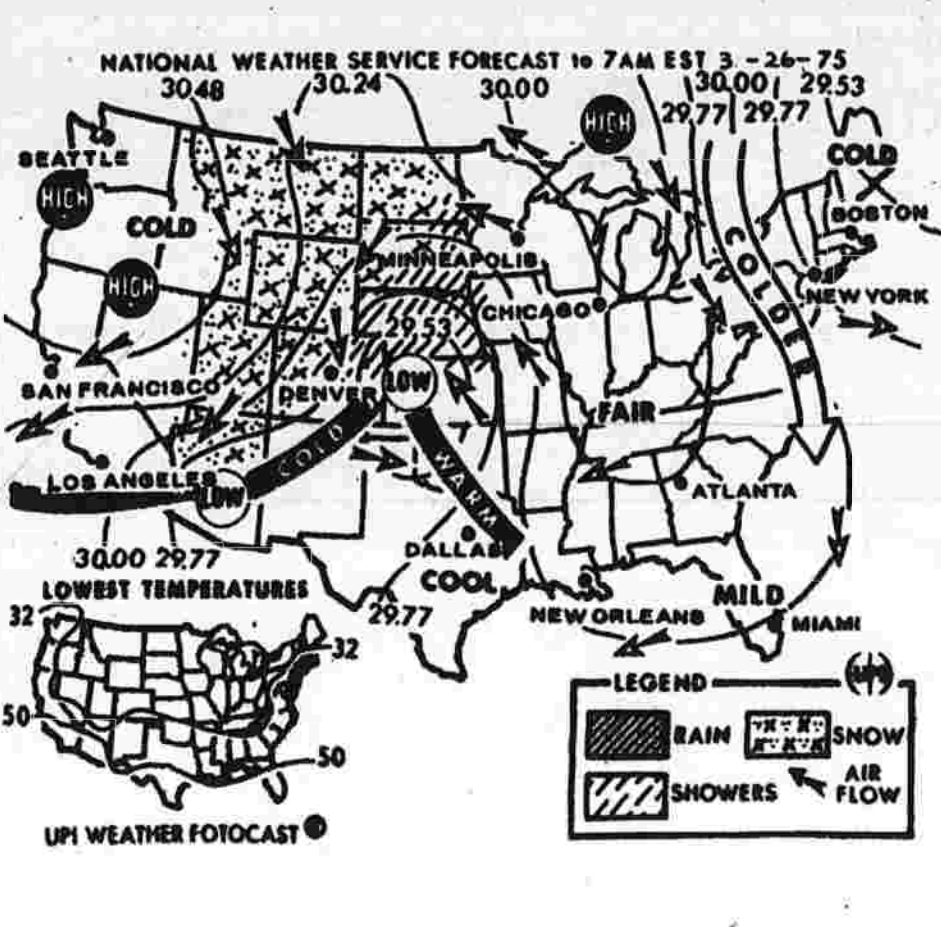 NATIONAL WEATHER SERVICE FORECAST to 7AM EST 3 - 26 - 75
30.48
30.24
30.00
30.00
29.53
29.77
29.77
HIGH
SEATTLE
COLD
HIGH
COLD
BOSTON
MINNEAPOLIS
COLDER
HIGH
NEW YORK
CHICAGO
29.53
SAN FRANCISCO
DENVER
LOW
FAIR
COLD
WARM
LOS ANGELES
LOW
ATLANTA
DALLAS
30.00 29.77
COOL
LOWEST TEMPERATURES
MILD
29.77
NEW ORLEANS
MIAMI
32
32
50
50
UPI WEATHER FOTOCAST
LEGEND
UPI
RAIN
SNOW
SHOWERS
AIR
FLOW